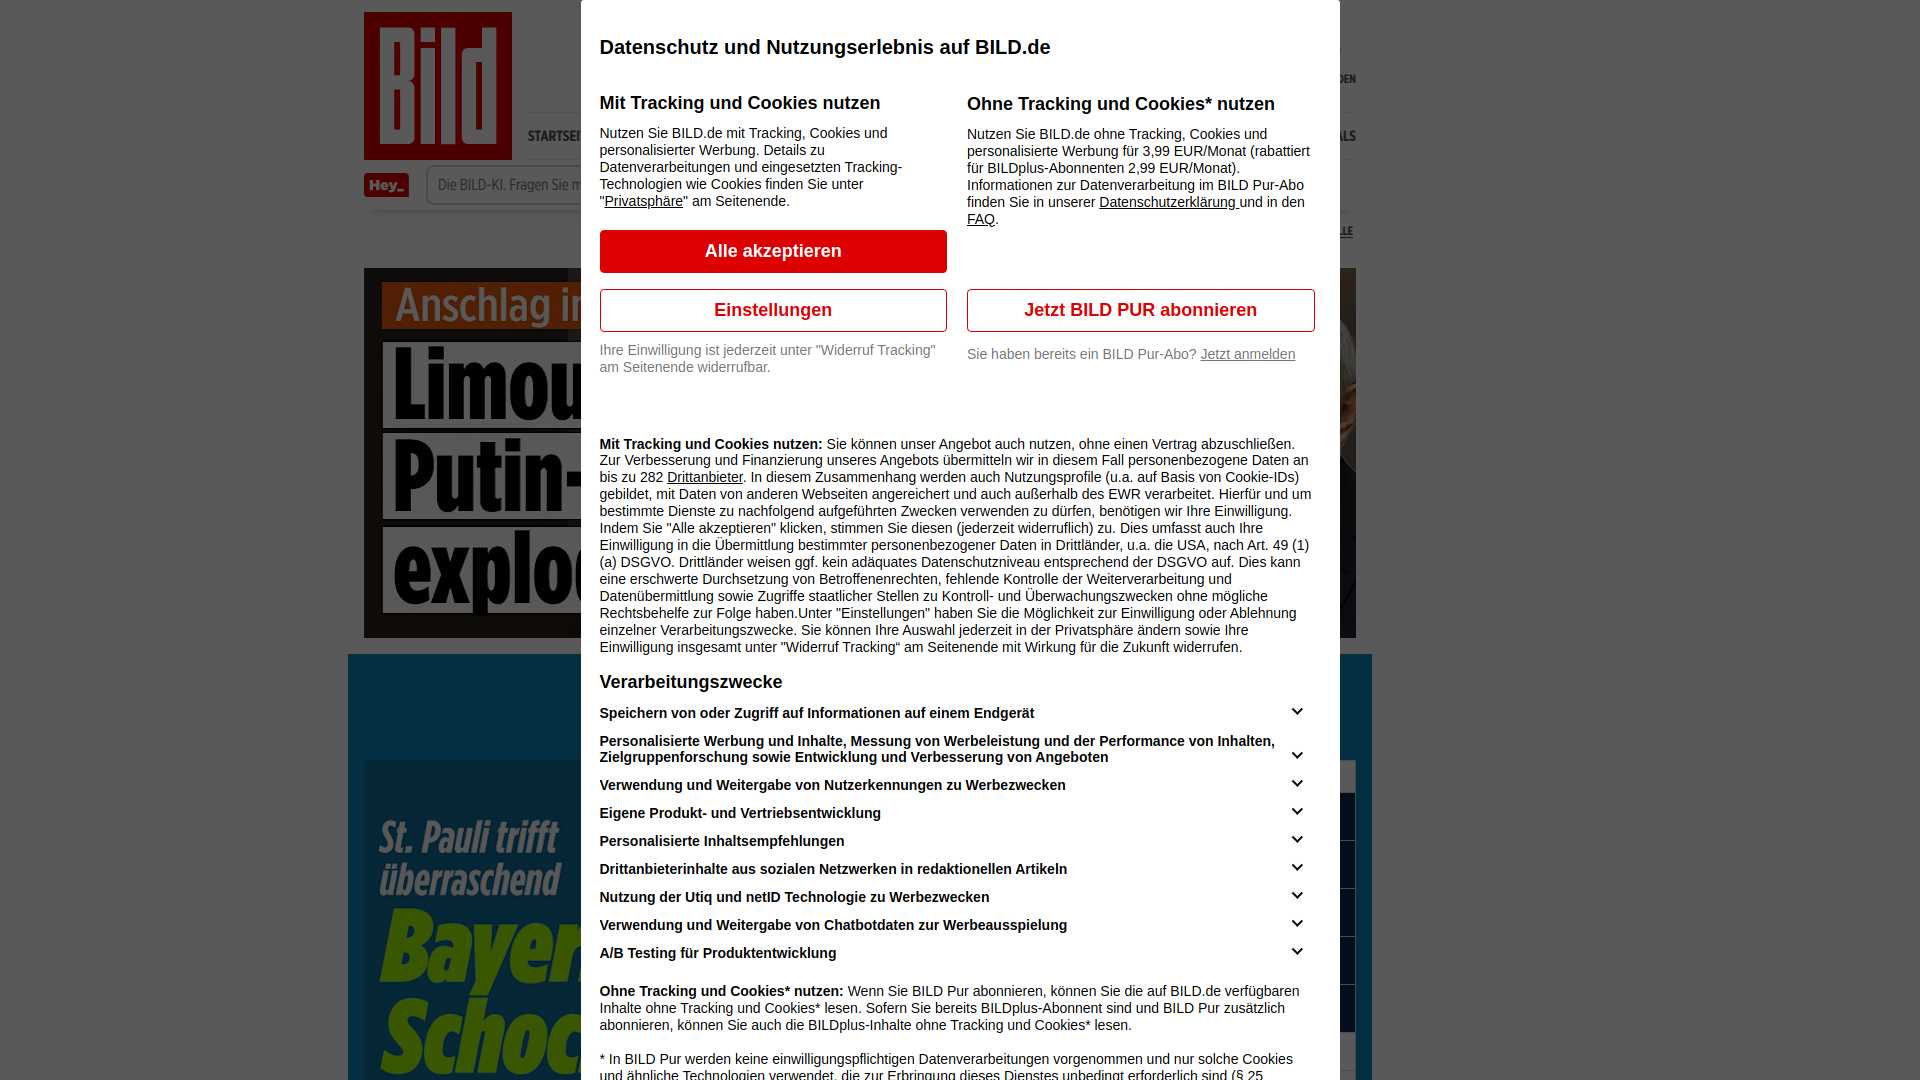 Bild
Datenschutz und Nutzungserlebnis auf BILD.de
Mit Tracking und Cookies nutzen
Nutzen Sie BILD.de mit Tracking, Cookies und
personalisierter Werbung. Details zu
Datenverarbeitungen und eingesetzten Tracking-
Technologien wie Cookies finden Sie unter
"Privatsphäre" am Seitenende.
Alle akzeptieren
Einstellungen
Ihre Einwilligung ist jederzeit unter "Widerruf Tracking"
am Seitenende widerrufbar.
Ohne Tracking und Cookies* nutzen
Nutzen Sie BILD.de ohne Tracking, Cookies und
personalisierte Werbung für 3,99 EUR/Monat (rabattiert
für BILDplus-Abonnenten 2,99 EUR/Monat).
Informationen zur Datenverarbeitung im BILD Pur-Abo
finden Sie in unserer Datenschutzerklärung und in den
FAQ.
Jetzt BILD PUR abonnieren
Sie haben bereits ein BILD Pur-Abo? Jetzt anmelden
Mit Tracking und Cookies nutzen: Sie können unser Angebot auch nutzen, ohne einen Vertrag abzuschließen.
Zur Verbesserung und Finanzierung unseres Angebots übermitteln wir in diesem Fall personenbezogene Daten an
bis zu 282 Drittanbieter. In diesem Zusammenhang werden auch Nutzungsprofile (u.a. auf Basis von Cookie-IDs)
gebildet, mit Daten von anderen Webseiten angereichert und auch außerhalb des EWR verarbeitet. Hierfür und um
bestimmte Dienste zu nachfolgend aufgeführten Zwecken verwenden zu dürfen, benötigen wir Ihre Einwilligung.
Indem Sie "Alle akzeptieren" klicken, stimmen Sie diesen (jederzeit widerruflich) zu. Dies umfasst auch Ihre
Einwilligung in die Übermittlung bestimmter personenbezogener Daten in Drittländer, u.a. die USA, nach Art. 49 (1)
(a) DSGVO. Drittländer weisen ggf. kein adäquates Datenschutzniveau entsprechend der DSGVO auf. Dies kann
eine erschwerte Durchsetzung von Betroffenenrechten, fehlende Kontrolle der Weiterverarbeitung und
Datenübermittlung sowie Zugriffe staatlicher Stellen zu Kontroll- und Überwachungszwecken ohne mögliche
Rechtsbehelfe zur Folge haben.Unter "Einstellungen" haben Sie die Möglichkeit zur Einwilligung oder Ablehnung
einzelner Verarbeitungszwecke. Sie können Ihre Auswahl jederzeit in der Privatsphäre ändern sowie Ihre
Einwilligung insgesamt unter "Widerruf Tracking“ am Seitenende mit Wirkung für die Zukunft widerrufen.
Verarbeitungszwecke
Speichern von oder Zugriff auf Informationen auf einem Endgerät
Personalisierte Werbung und Inhalte, Messung von Werbeleistung und der Performance von Inhalten,
Zielgruppenforschung sowie Entwicklung und Verbesserung von Angeboten
Verwendung und Weitergabe von Nutzerkennungen zu Werbezwecken
Eigene Produkt- und Vertriebsentwicklung
Personalisierte Inhaltsempfehlungen
Drittanbieterinhalte aus sozialen Netzwerken in redaktionellen Artikeln
Nutzung der Utiq und netID Technologie zu Werbezwecken
Verwendung und Weitergabe von Chatbotdaten zur Werbeausspielung
A/B Testing für Produktentwicklung
Ohne Tracking und Cookies* nutzen: Wenn Sie BILD Pur abonnieren, können Sie die auf BILD.de verfügbaren
Inhalte ohne Tracking und Cookies* lesen. Sofern Sie bereits BILDplus-Abonnent sind und BILD Pur zusätzlich
abonnieren, können Sie auch die BILDplus-Inhalte ohne Tracking und Cookies* lesen.
* In BILD Pur werden keine einwilligungspflichtigen Datenverarbeitungen vorgenommen und nur solche Cookies
und ähnliche Technologien verwendet, die zur Erbringung dieses Dienstes unbedingt erforderlich sind (§ 25
STARTSEI
Hey_
Die BILD-KI. Fragen Sie m
Anschlag in
Limou
Putin-
explo
St. Pauli trifft
überraschend
Bayer
Schoc